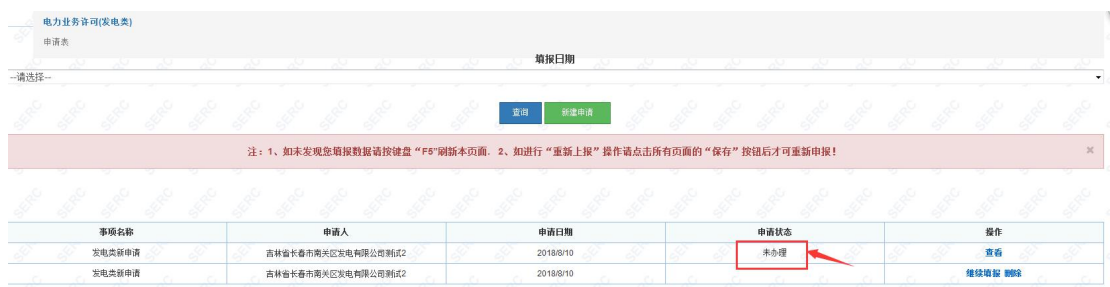 电力业务许可(发电类)
申请表
填报日期
--请选择--
查询 新建申请
注：1、如未发现您填报数据请按键盘“F5”刷新本页面. 2、如进行“重新上报”操作请点击所有页面的“保存”按钮后才可重新申报！ ×
事项名称 申请人 申请日期 申请状态 操作
发电类新申请 吉林省长春市南关区发电有限公司测试2 2018/8/10 未办理 查看
发电类新申请 吉林省长春市南关区发电有限公司测试2 2018/8/10 继续填报 删除
SERC